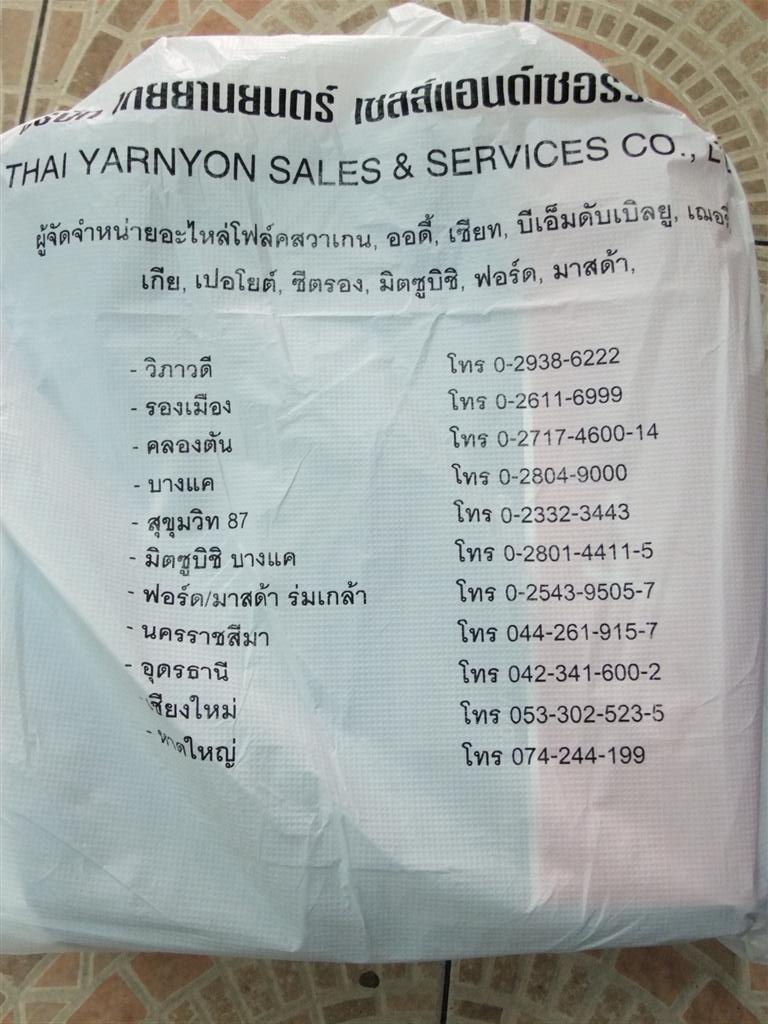 ไทยยานยนตร์ เซลส์แอนด์เซอร์
THAI YARNYON SALES & SERVICES CO.,
ผู้จัดจำหน่ายอะไหล่โฟล์คสวาเกน, ออดี้, เซียท, บีเอ็มดับเบิลยู,
เกีย, เปอโยต์, ซีตรอง, มิตซูบิชิ, ฟอร์ด, มาสด้า,
- วิภาวดี โทร 0-2938-6222
- รองเมือง โทร 0-2611-6999
- คลองตัน โทร 0-2717-4600-14
- บางแค โทร 0-2804-9000
- สุขุมวิท 87 โทร 0-2332-3443
- มิตซูบิชิ บางแค โทร 0-2801-4411-5
- ฟอร์ด/มาสด้า ร่มเกล้า โทร 0-2543-9505-7
- นครราชสีมา โทร 044-261-915-7
- อุดรธานี โทร 042-341-600-2
เชียงใหม่ โทร 053-302-523-5
- หาดใหญ่ โทร 074-244-199